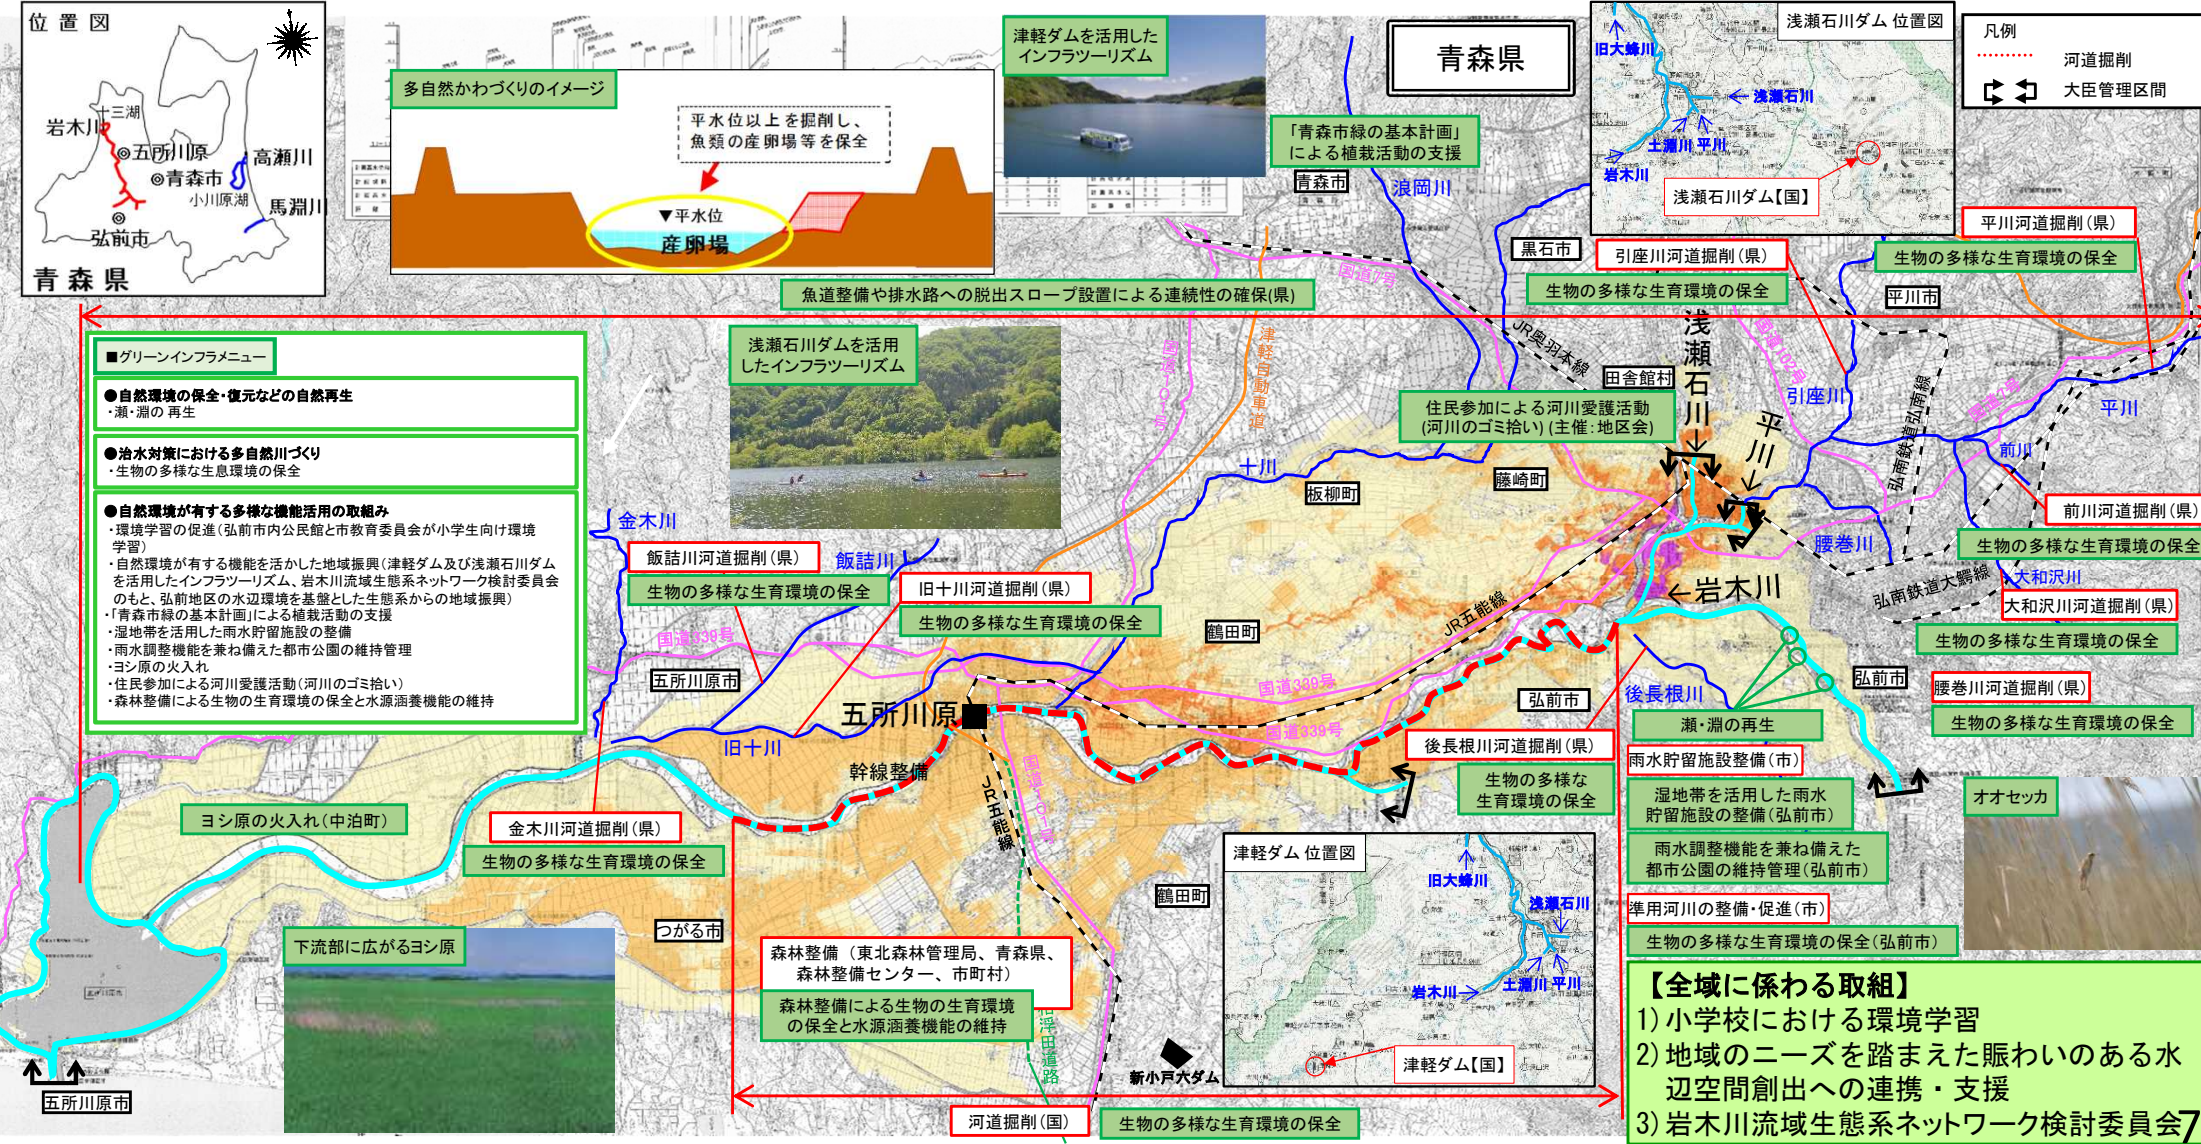 位置図
十三湖
岩木川
五所川原
高瀬川
青森市
小川原湖
馬淵川
弘前市
青森県
多自然かわづくりのイメージ
平水位以上を掘削し、
魚類の産卵場等を保全
▼平水位
産卵場
津軽ダムを活用した
インフラツーリズム
青森県
「青森市緑の基本計画」
による植栽活動の支援
青森市
浪岡川
浅瀬石川ダム 位置図
旧大蜂川
浅瀬石川
土淵川 平川
岩木川
浅瀬石川ダム【国】
凡例
河道掘削
大臣管理区間
黒石市
引座川河道掘削(県)
生物の多様な生育環境の保全
平川河道掘削(県)
生物の多様な生育環境の保全
平川市
国道7号
魚道整備や排水路への脱出スロープ設置による連続性の確保(県)
■グリーンインフラメニュー
●自然環境の保全・復元などの自然再生
・瀬・淵の 再生
●治水対策における多自然川づくり
・生物の多様な生息環境の保全
●自然環境が有する多様な機能活用の取組み
・環境学習の促進(弘前市内公民館と市教育委員会が小学生向け環境
学習)
・自然環境が有する機能を活かした地域振興(津軽ダム及び浅瀬石川ダム
を活用したインフラツーリズム、岩木川流域生態系ネットワーク検討委員会
のもと、弘前地区の水辺環境を基盤とした生態系からの地域振興)
・「青森市緑の基本計画」による植栽活動の支援
・湿地帯を活用した雨水貯留施設の整備
・雨水調整機能を兼ね備えた都市公園の維持管理
・ヨシ原の火入れ
・住民参加による河川愛護活動(河川のゴミ拾い)
・森林整備による生物の生育環境の保全と水源涵養機能の維持
浅瀬石川ダムを活用
したインフラツーリズム
国道101号
津軽自動車道
JR奥羽本線
田舎館村
浅瀬石川→
国道102号
引座川
平川→
住民参加による河川愛護活動
(河川のゴミ拾い)(主催:地区会)
弘南鉄道弘南線
国道7号
平川
前川
十川
板柳町
藤崎町
前川河道掘削(県)
生物の多様な生育環境の保全
腰巻川
弘南鉄道大鰐線
大和沢川
大和沢川河道掘削(県)
生物の多様な生育環境の保全
金木川
飯詰川河道掘削(県)
生物の多様な生育環境の保全
飯詰川
旧十川河道掘削(県)
生物の多様な生育環境の保全
国道339号
五所川原市
鶴田町
JR五能線
←岩木川
国道339号
国道339号
弘前市
後長根川
弘前市
腰巻川河道掘削(県)
生物の多様な生育環境の保全
五所川原
旧十川
幹線整備
JR五能線
国道101号
後長根川河道掘削(県)
生物の多様な
生育環境の保全
瀬・淵の再生
雨水貯留施設整備(市)
湿地帯を活用した雨水
貯留施設の整備(弘前市)
雨水調整機能を兼ね備えた
都市公園の維持管理(弘前市)
準用河川の整備・促進(市)
生物の多様な生育環境の保全(弘前市)
オオセッカ
ヨシ原の火入れ(中泊町)
金木川河道掘削(県)
生物の多様な生育環境の保全
つがる市
鶴田町
津軽ダム 位置図
旧大蜂川
浅瀬石川
土淵川 平川
岩木川
津軽ダム【国】
下流部に広がるヨシ原
森林整備(東北森林管理局、青森県、
森林整備センター、市町村)
森林整備による生物の生育環境
の保全と水源涵養機能の維持
浮田道路
新小戸六ダム
五所川原市
河道掘削(国)
生物の多様な生育環境の保全
【全域に係わる取組】
1)小学校における環境学習
2)地域のニーズを踏まえた賑わいのある水
辺空間創出への連携・支援
3)岩木川流域生態系ネットワーク検討委員会
7